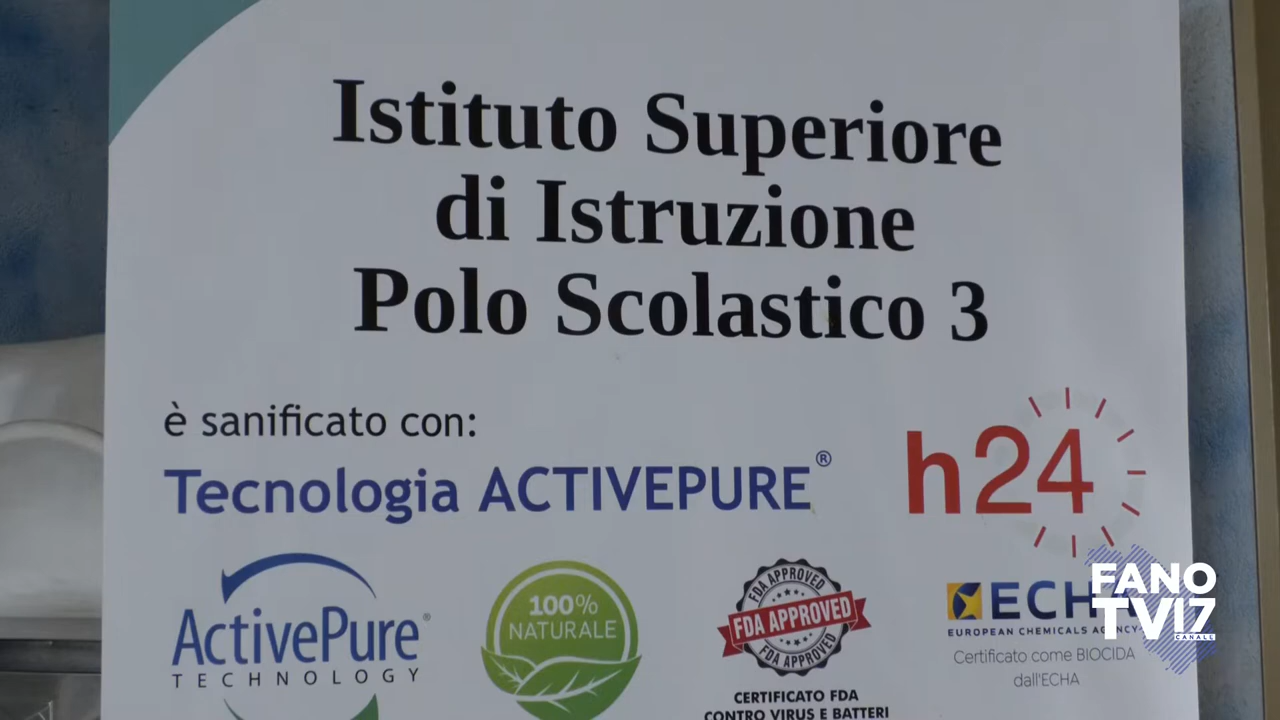 Istituto Superiore
di Istruzione
Polo Scolastico 3
è sanificato con:
Tecnologia ACTIVEPURE®
h24
ActivePure®
TECHNOLOGY
100%
NATURALE
FDA APPROVED
FDA APPROVED
FDA APPROVED
CERTIFICATO FDA
CONTRO VIRUS E BATTERI
ECH
EUROPEAN CHEMICALS AGENCY
Certificato come BIOCIDA
dall'ECHA
FANO
TV17
CANALE